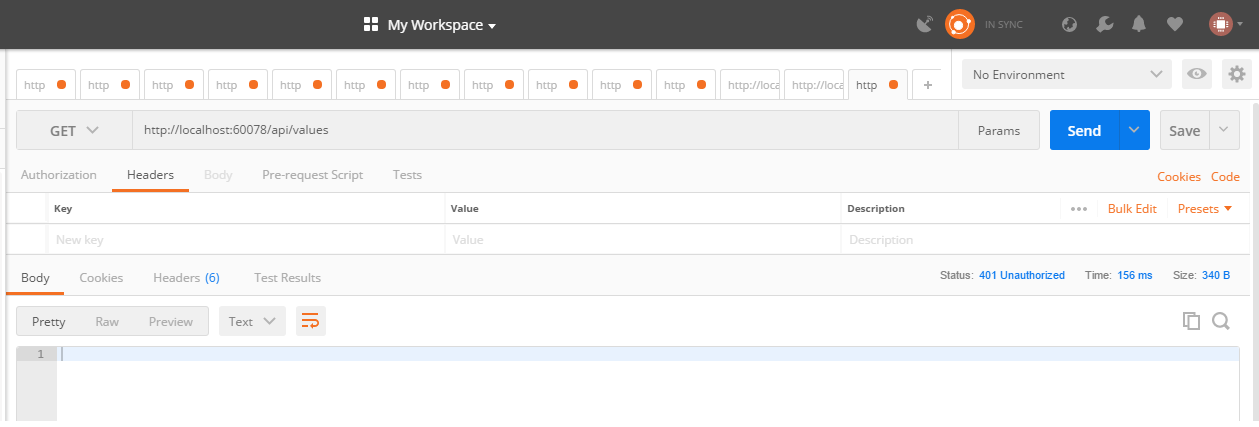 My Workspace
IN SYNC
http http http http http http http http http http http http://loca http://loca http +
No Environment
GET http://localhost:60078/api/values Params Send Save
Authorization Headers Body Pre-request Script Tests Cookies Code
Key Value Description ••• Bulk Edit Presets
New key Value Description
Body Cookies Headers (6) Test Results Status: 401 Unauthorized Time: 156 ms Size: 340 B
Pretty Raw Preview Text
1